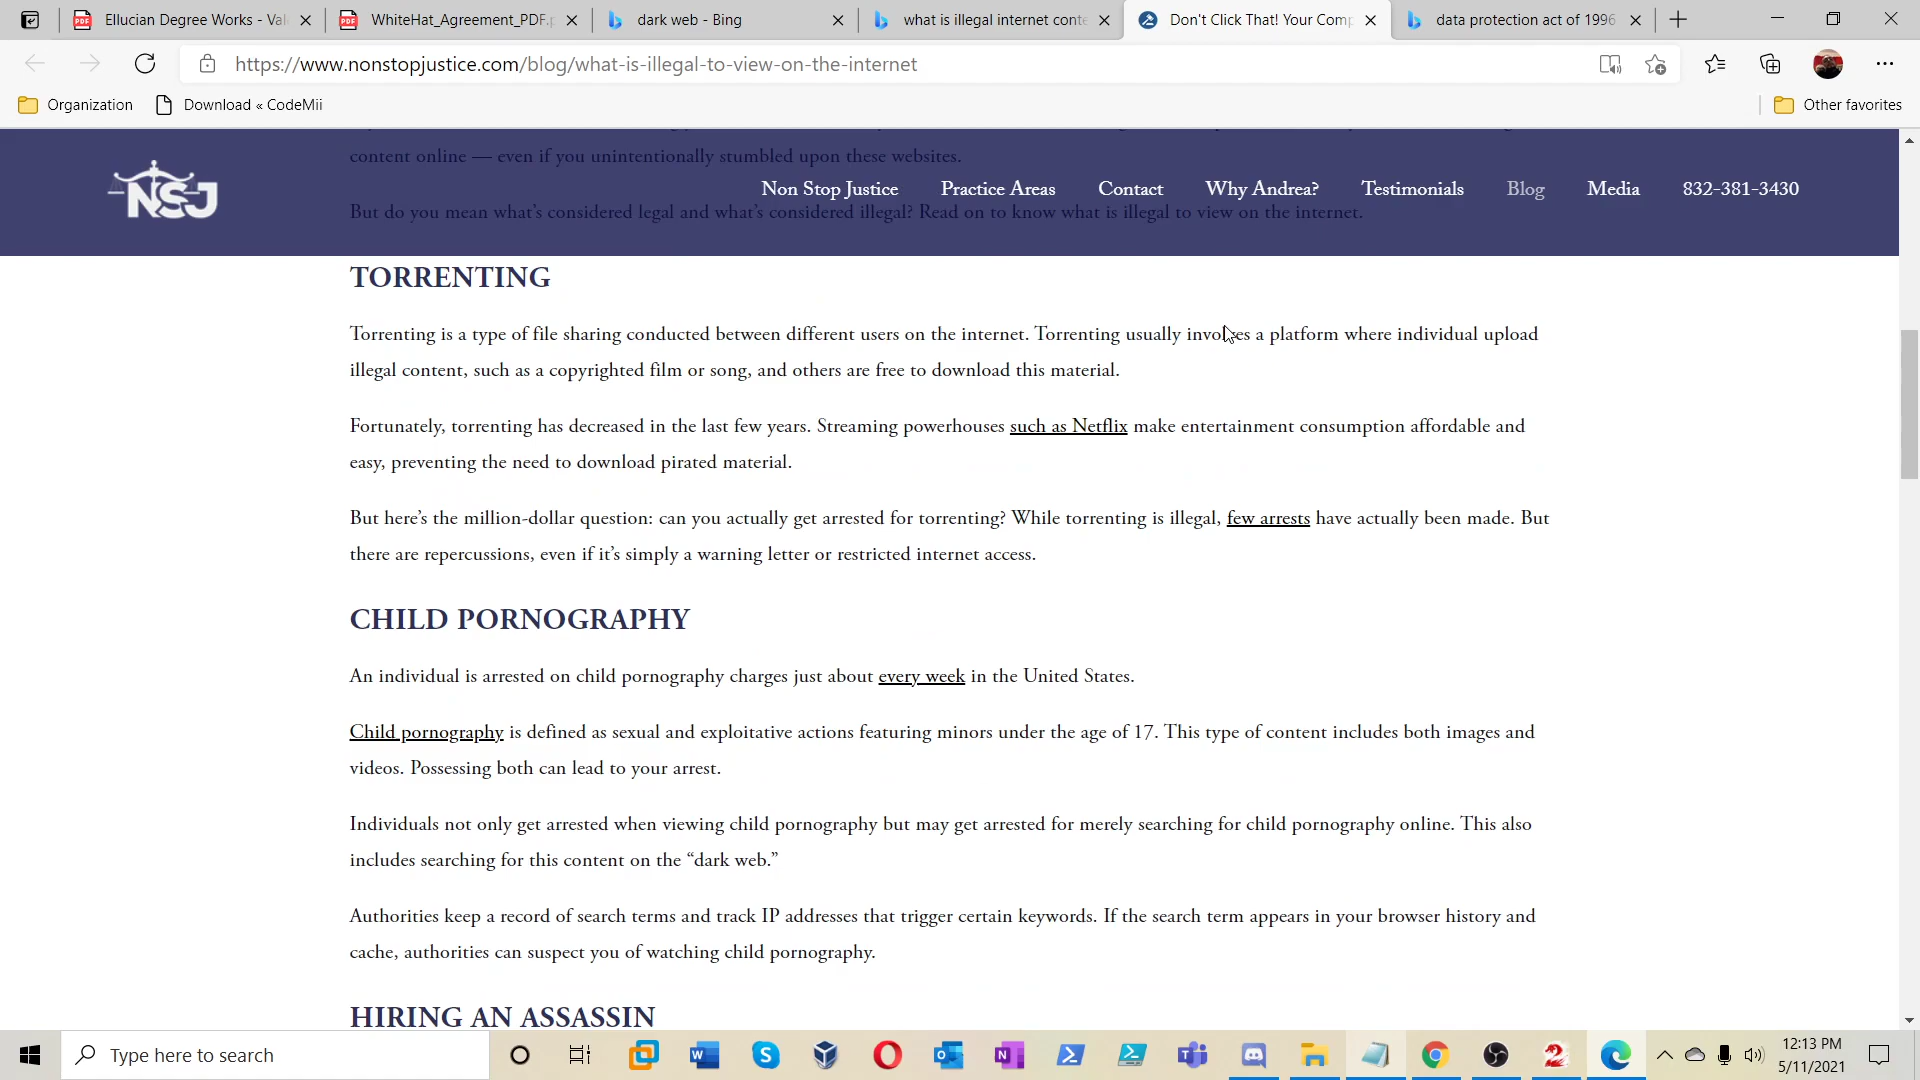 Ellucian Degree Works - Val
WhiteHat_Agreement_PDF.p
dark web - Bing
what is illegal internet conte
Don't Click That! Your Comp
data protection act of 1996
https://www.nonstopjustice.com/blog/what-is-illegal-to-view-on-the-internet
Organization
Download « CodeMii
Other favorites
content online — even if you unintentionally stumbled upon these websites.
NSJ
Non Stop Justice
Practice Areas
Contact
Why Andrea?
Testimonials
Blog
Media
832-381-3430
But do you mean what's considered legal and what's considered illegal? Read on to know what is illegal to view on the internet.
TORRENTING
Torrenting is a type of file sharing conducted between different users on the internet. Torrenting usually involves a platform where individual upload
illegal content, such as a copyrighted film or song, and others are free to download this material.
Fortunately, torrenting has decreased in the last few years. Streaming powerhouses such as Netflix make entertainment consumption affordable and
easy, preventing the need to download pirated material.
But here's the million-dollar question: can you actually get arrested for torrenting? While torrenting is illegal, few arrests have actually been made. But
there are repercussions, even if it's simply a warning letter or restricted internet access.
CHILD PORNOGRAPHY
An individual is arrested on child pornography charges just about every week in the United States.
Child pornography is defined as sexual and exploitative actions featuring minors under the age of 17. This type of content includes both images and
videos. Possessing both can lead to your arrest.
Individuals not only get arrested when viewing child pornography but may get arrested for merely searching for child pornography online. This also
includes searching for this content on the “dark web.”
Authorities keep a record of search terms and track IP addresses that trigger certain keywords. If the search term appears in your browser history and
cache, authorities can suspect you of watching child pornography.
HIRING AN ASSASSIN
Type here to search
12:13 PM
5/11/2021